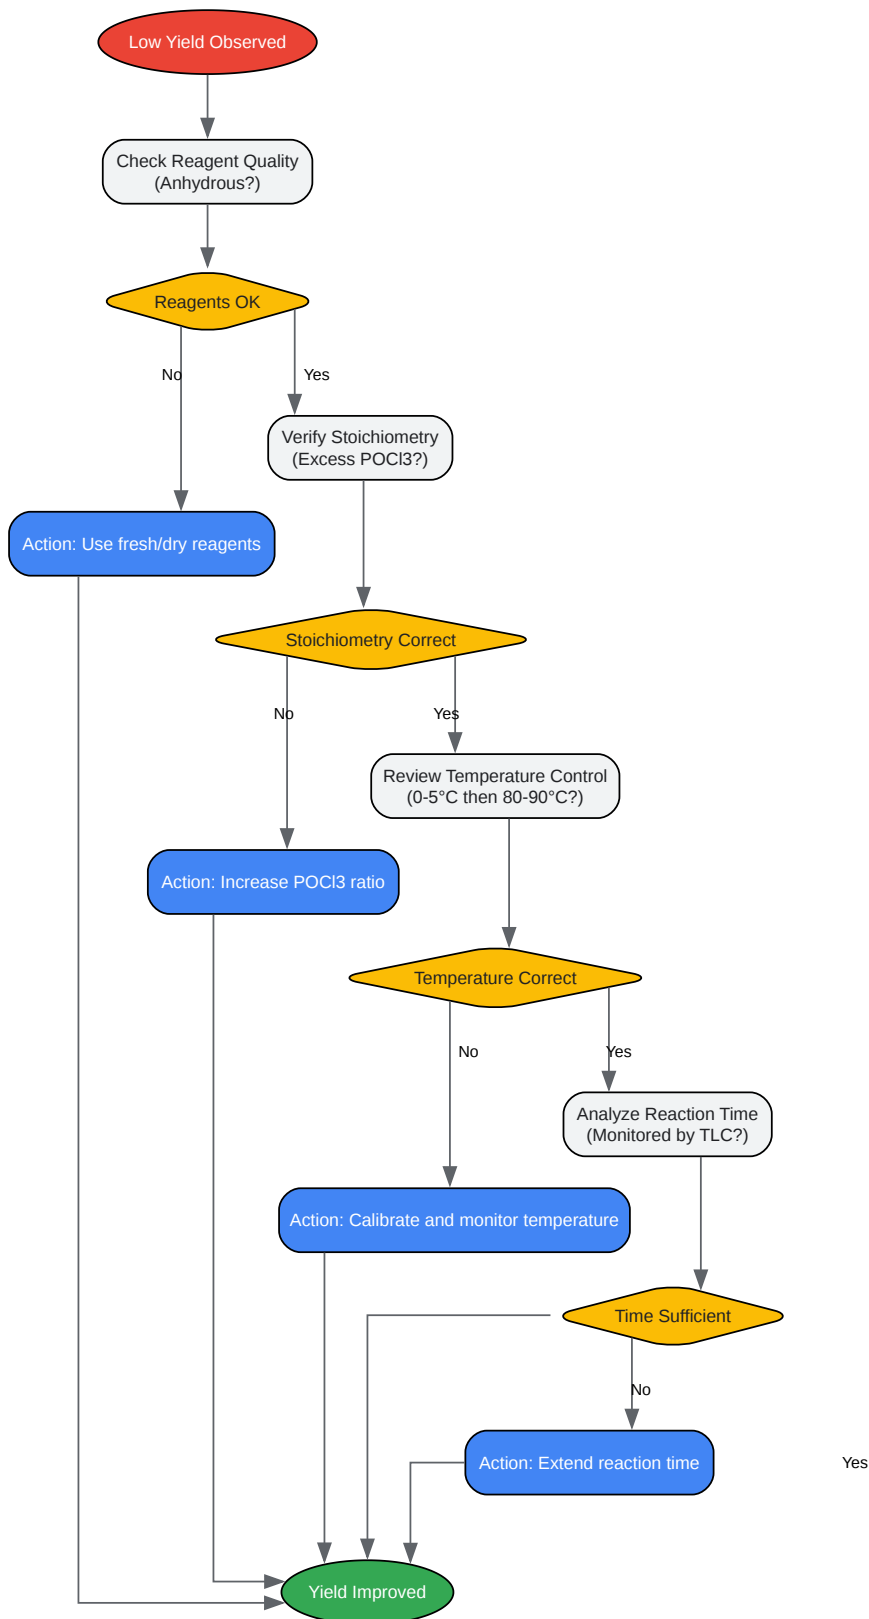 Low Yield Observed
Check Reagent Quality
(Anhydrous?)
Reagents OK
No
Yes
Verify Stoichiometry
(Excess POCl3?)
Action: Use fresh/dry reagents
Stoichiometry Correct
No
Yes
Review Temperature Control
(0-5°C then 80-90°C?)
Action: Increase POCl3 ratio
Temperature Correct
No
Yes
Analyze Reaction Time
(Monitored by TLC?)
Action: Calibrate and monitor temperature
Time Sufficient
No
Action: Extend reaction time
Yes
Yield Improved